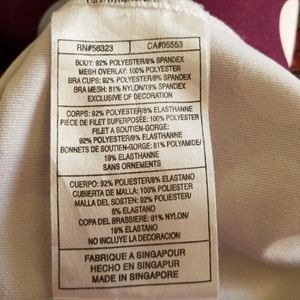 RN#56323 CA#05553
BODY: 92% POLYESTER/8% SPANDEX
MESH OVERLAY: 100% POLYESTER
BRA CUPS: 92% POLYESTER/8% SPANDEX
BRA MESH: 81% NYLON/19% SPANDEX
EXCLUSIVE OF DECORATION
CORPS: 92% POLYESTER/8% ELASTHANNE
PIÈCE DE FILET SUPERPOSÉE: 100% POLYESTER
FILET À SOUTIEN-GORGE:
92% POLYESTER/8% ELASTHANNE
BONNETS DE SOUTIEN-GORGE: 81% POLYAMIDE/
19% ELASTHANNE
SANS ORNEMENTS
CUERPO: 92% POLIESTER/8% ELASTANO
CUBIERTA DE MALLA: 100% POLIESTER
MALLA DEL SOSTEN: 92% POLIESTER/
8% ELASTANO
COPA DEL BRASSIERE: 81% NYLON/
19% ELASTANO
NO INCLUYE LA DECORACION
FABRIQUE A SINGAPOUR
HECHO EN SINGAPUR
MADE IN SINGAPORE